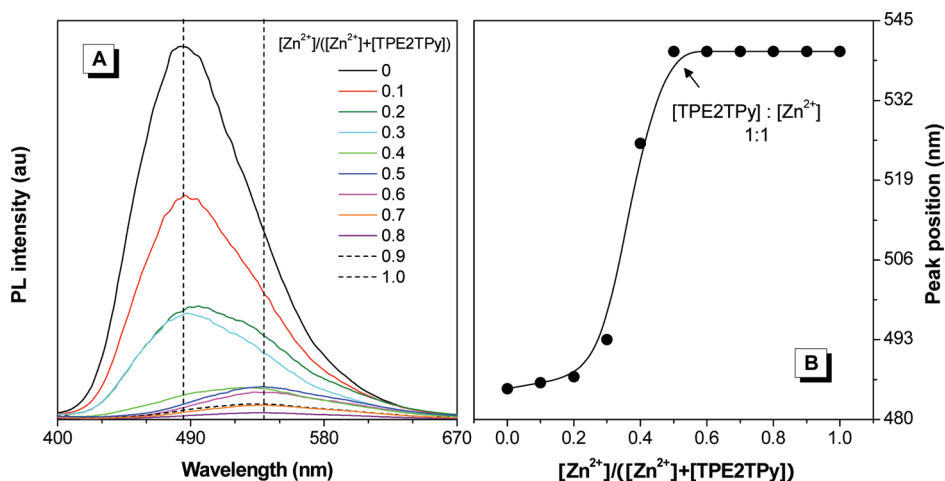 A
[Zn²⁺]/([Zn²⁺]+[TPE2TPy])
0
0.1
0.2
0.3
0.4
0.5
0.6
0.7
0.8
0.9
1.0
PL intensity (au)
400 490 580 670
Wavelength (nm)
545
532
519
506
493
480
Peak position (nm)
[TPE2TPy] : [Zn²⁺]
1:1
B
0.0 0.2 0.4 0.6 0.8 1.0
[Zn²⁺]/([Zn²⁺]+[TPE2TPy])